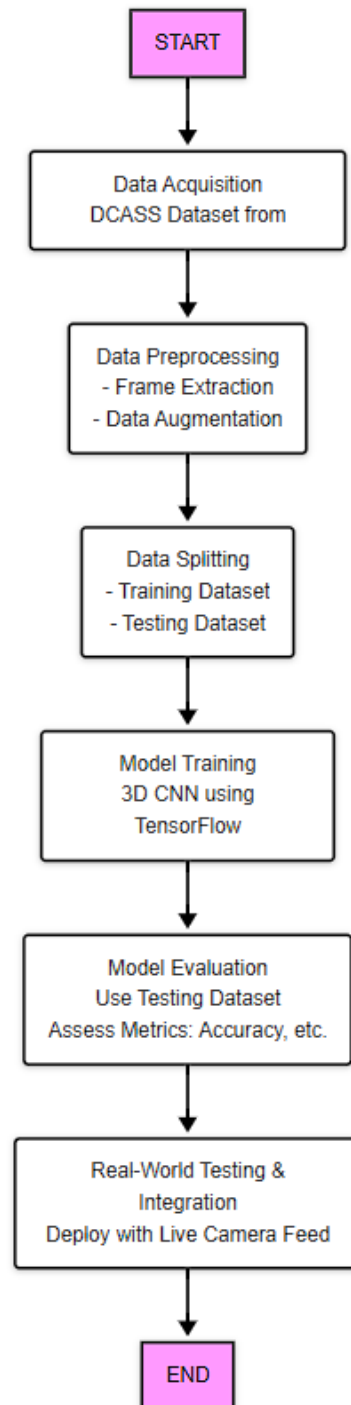 START
Data Acquisition
DCASS Dataset from
Data Preprocessing
- Frame Extraction
- Data Augmentation
Data Splitting
- Training Dataset
- Testing Dataset
Model Training
3D CNN using
TensorFlow
Model Evaluation
Use Testing Dataset
Assess Metrics: Accuracy, etc.
Real-World Testing &
Integration
Deploy with Live Camera Feed
END